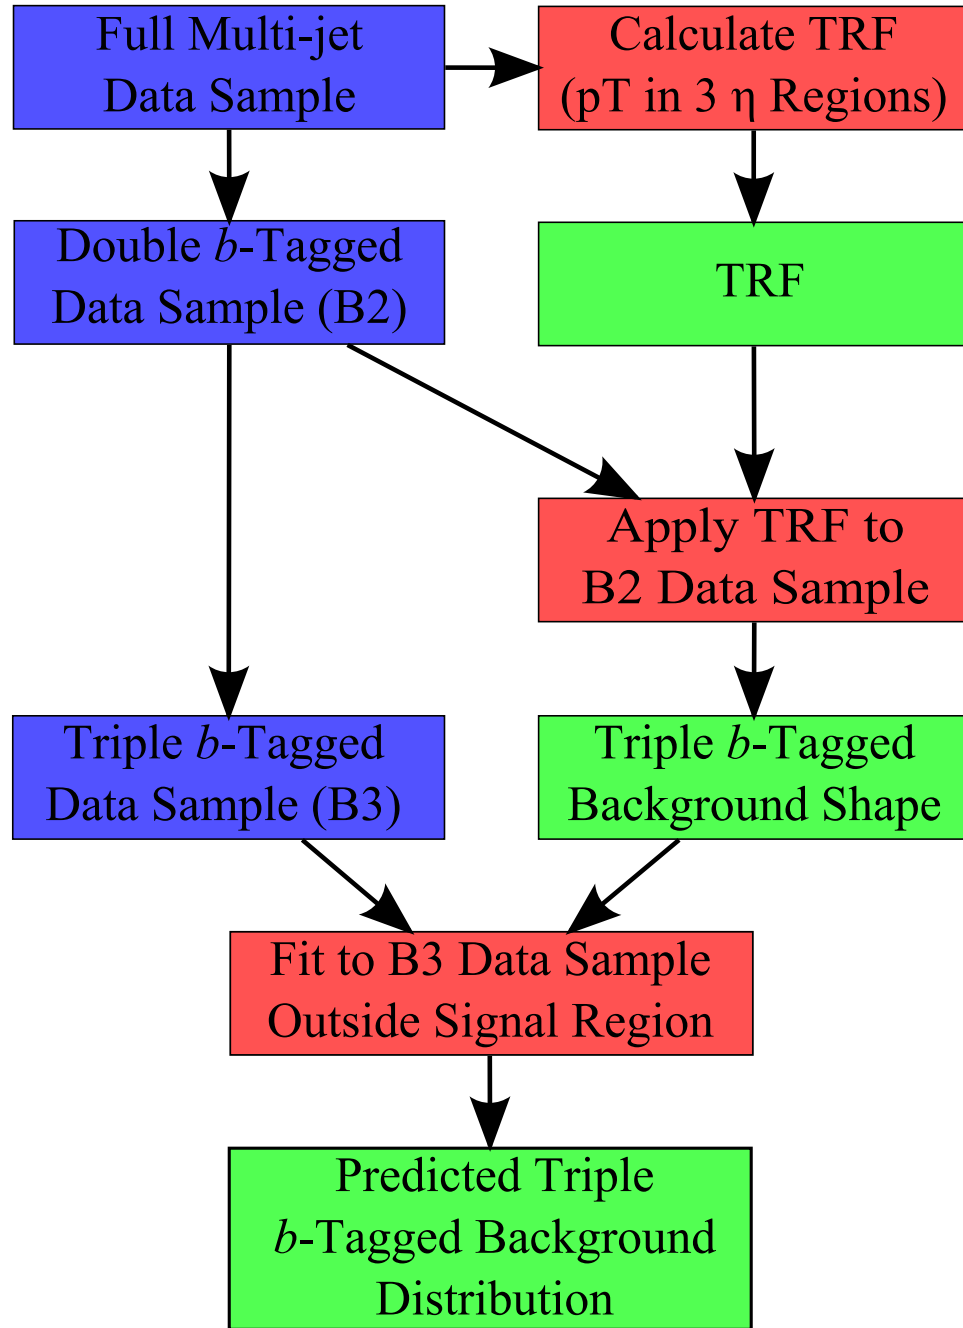 Full Multi-jet
Data Sample
Calculate TRF
(pT in 3 η Regions)
Double b-Tagged
Data Sample (B2)
TRF
Apply TRF to
B2 Data Sample
Triple b-Tagged
Data Sample (B3)
Triple b-Tagged
Background Shape
Fit to B3 Data Sample
Outside Signal Region
Predicted Triple
b-Tagged Background
Distribution